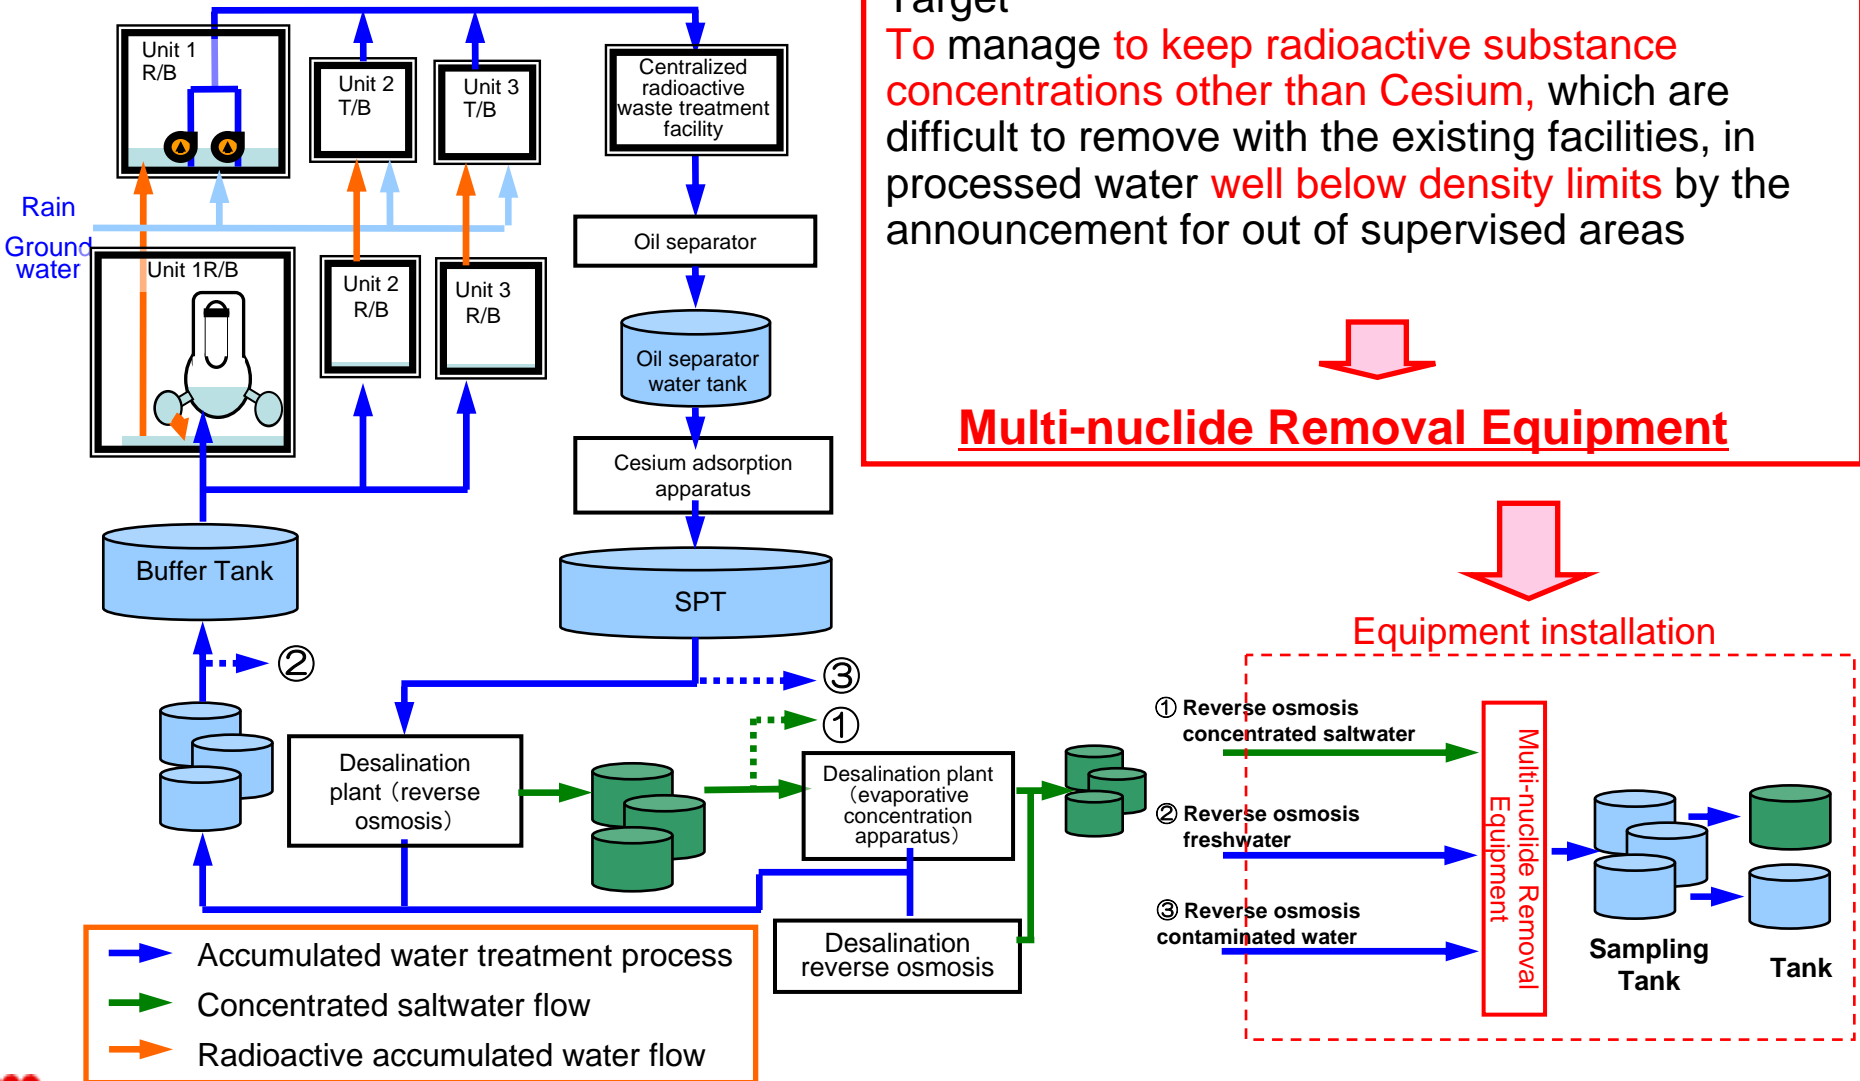 Target
To manage to keep radioactive substance
concentrations other than Cesium, which are
difficult to remove with the existing facilities, in
processed water well below density limits by the
announcement for out of supervised areas
Multi-nuclide Removal Equipment
Unit 1
R/B
Unit 2
T/B
Unit 3
T/B
Centralized
radioactive
waste treatment
facility
Rain
Ground
water
Unit 1R/B
Unit 2
R/B
Unit 3
R/B
Oil separator
Oil separator
water tank
Cesium adsorption
apparatus
Buffer Tank
SPT
②
③
①
Desalination
plant（reverse
osmosis）
Desalination plant
（evaporative
concentration
apparatus）
Desalination
reverse osmosis
Equipment installation
① Reverse osmosis
concentrated saltwater
② Reverse osmosis
freshwater
③ Reverse osmosis
contaminated water
Multi-nuclide Removal
Equipment
Sampling
Tank
Tank
Accumulated water treatment process
Concentrated saltwater flow
Radioactive accumulated water flow